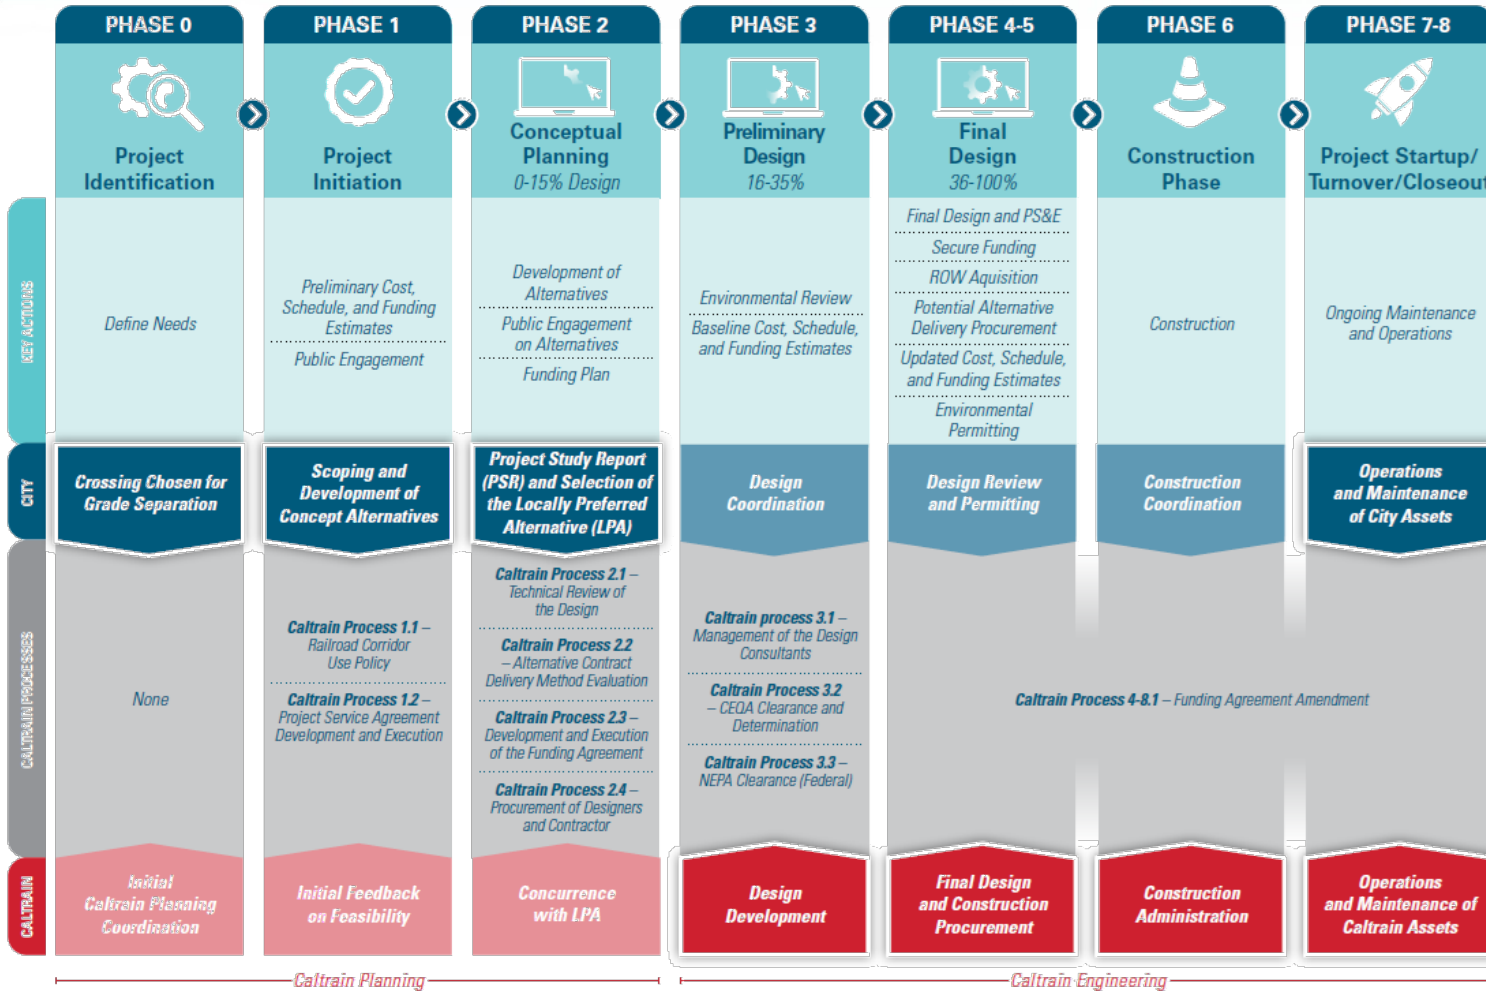 PHASE 0
PHASE 1
PHASE 2
PHASE 3
PHASE 4-5
PHASE 6
PHASE 7-8
Project
Identification
Project
Initiation
Conceptual
Planning
0-15% Design
Preliminary
Design
16-35%
Final
Design
36-100%
Construction
Phase
Project Startup/
Turnover/Closeout
KEY ACTIONS
Define Needs
Preliminary Cost,
Schedule, and Funding
Estimates
Public Engagement
Development of
Alternatives
Public Engagement
on Alternatives
Funding Plan
Environmental Review
Baseline Cost, Schedule,
and Funding Estimates
Final Design and PS&E
Secure Funding
ROW Aquisition
Potential Alternative
Delivery Procurement
Updated Cost, Schedule,
and Funding Estimates
Environmental
Permitting
Construction
Ongoing Maintenance
and Operations
CITY
Crossing Chosen for
Grade Separation
Scoping and
Development of
Concept Alternatives
Project Study Report
(PSR) and Selection of
the Locally Preferred
Alternative (LPA)
Design
Coordination
Design Review
and Permitting
Construction
Coordination
Operations
and Maintenance
of City Assets
CALTRAIN PROCESSES
None
Caltrain Process 1.1 –
Railroad Corridor
Use Policy
Caltrain Process 1.2 –
Project Service Agreement
Development and Execution
Caltrain Process 2.1 –
Technical Review of
the Design
Caltrain Process 2.2
– Alternative Contract
Delivery Method Evaluation
Caltrain Process 2.3 –
Development and Execution
of the Funding Agreement
Caltrain Process 2.4 –
Procurement of Designers
and Contractor
Caltrain process 3.1 –
Management of the Design
Consultants
Caltrain Process 3.2
– CEQA Clearance and
Determination
Caltrain Process 3.3 –
NEPA Clearance (Federal)
Caltrain Process 4-8.1 – Funding Agreement Amendment
CALTRAIN
Initial
Caltrain Planning
Coordination
Initial Feedback
on Feasibility
Concurrence
with LPA
Design
Development
Final Design
and Construction
Procurement
Construction
Administration
Operations
and Maintenance of
Caltrain Assets
Caltrain Planning
Caltrain Engineering